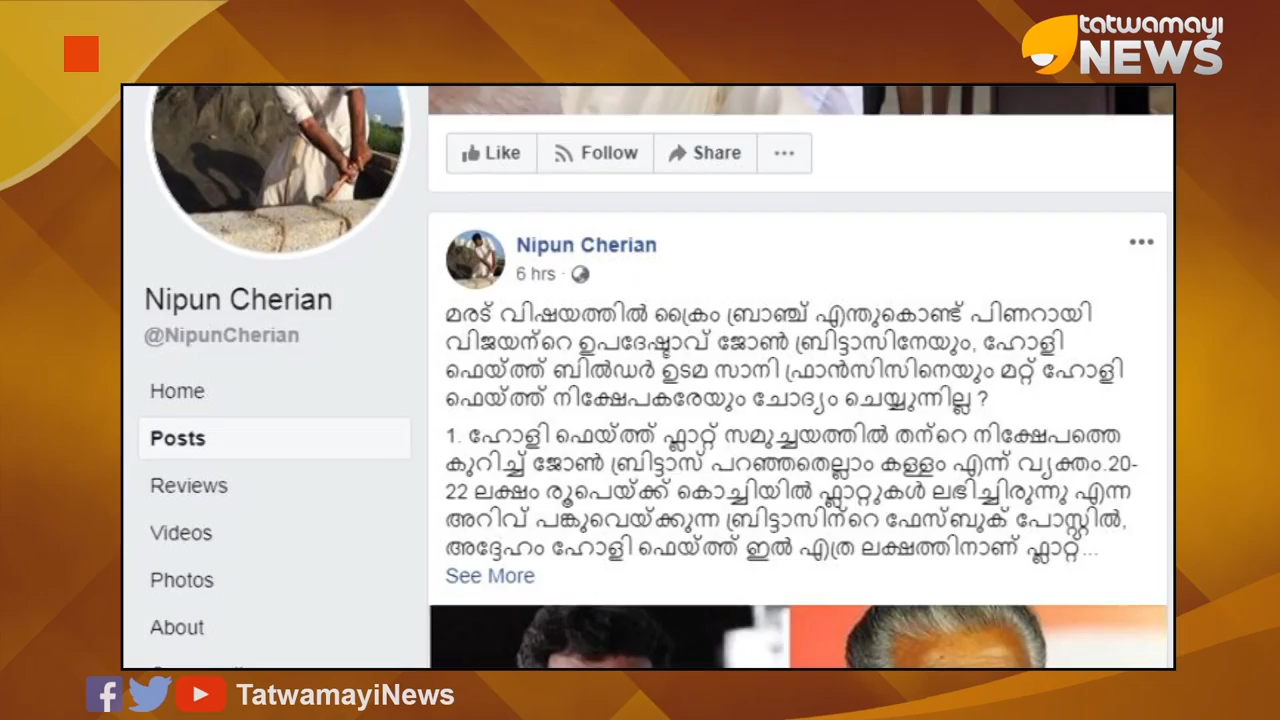 tatwamayi
NEWS
Like
Follow
Share
Nipun Cherian
6 hrs
Nipun Cherian
@NipunCherian
Home
Posts
Reviews
Videos
Photos
About
മരട് വിഷയത്തിൽ ക്രൈം ബ്രാഞ്ച് എന്തുകൊണ്ട് പിണറായി
വിജയന്റെ ഉപദേഷ്ടാവ് ജോൺ ബ്രിട്ടാസിനേയും, ഹോളി
ഫെയ്ത്ത് ബിൽഡർ ഉടമ സാനി ഫ്രാൻസിസിനെയും മറ്റ് ഹോളി
ഫെയ്ത്ത് നിക്ഷേപകരേയും ചോദ്യം ചെയ്യുന്നില്ല ?
1. ഹോളി ഫെയ്ത്ത് ഫ്ലാറ്റ് സമുച്ചയത്തിൽ തന്റെ നിക്ഷേപത്തെ
കുറിച്ച് ജോൺ ബ്രിട്ടാസ് പറഞ്ഞതെല്ലാം കള്ളം എന്ന് വ്യക്തം.20-
22 ലക്ഷം രൂപെയ്ക്ക് കൊച്ചിയിൽ ഫ്ലാറ്റുകൾ ലഭിച്ചിരുന്നു എന്ന
അറിവ് പങ്കുവെയ്ക്കുന്ന ബ്രിട്ടാസിന്റെ ഫേസ്ബുക് പോസ്റ്റിൽ,
അദ്ദേഹം ഹോളി ഫെയ്ത്ത് ഇൽ എത്ര ലക്ഷത്തിനാണ് ഫ്ലാറ്റ്...
See More
TatwamayiNews